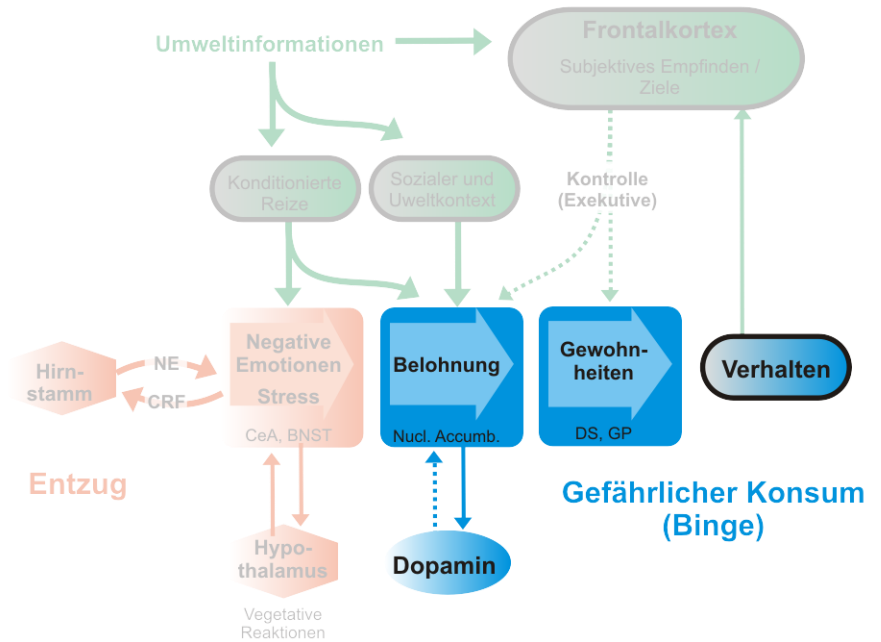 Umweltinformationen
Frontalkortex
Subjektives Empfinden /
Ziele
Konditionierte
Reize
Sozialer und
Uweltkontext
Kontrolle
(Exekutive)
Hirn-
stamm
NE
CRF
Negative
Emotionen
Stress
CeA, BNST
Belohnung
Nucl. Accumb.
Gewohn-
heiten
DS, GP
Verhalten
Entzug
Gefährlicher Konsum
(Binge)
Hypo-
thalamus
Vegetative
Reaktionen
Dopamin